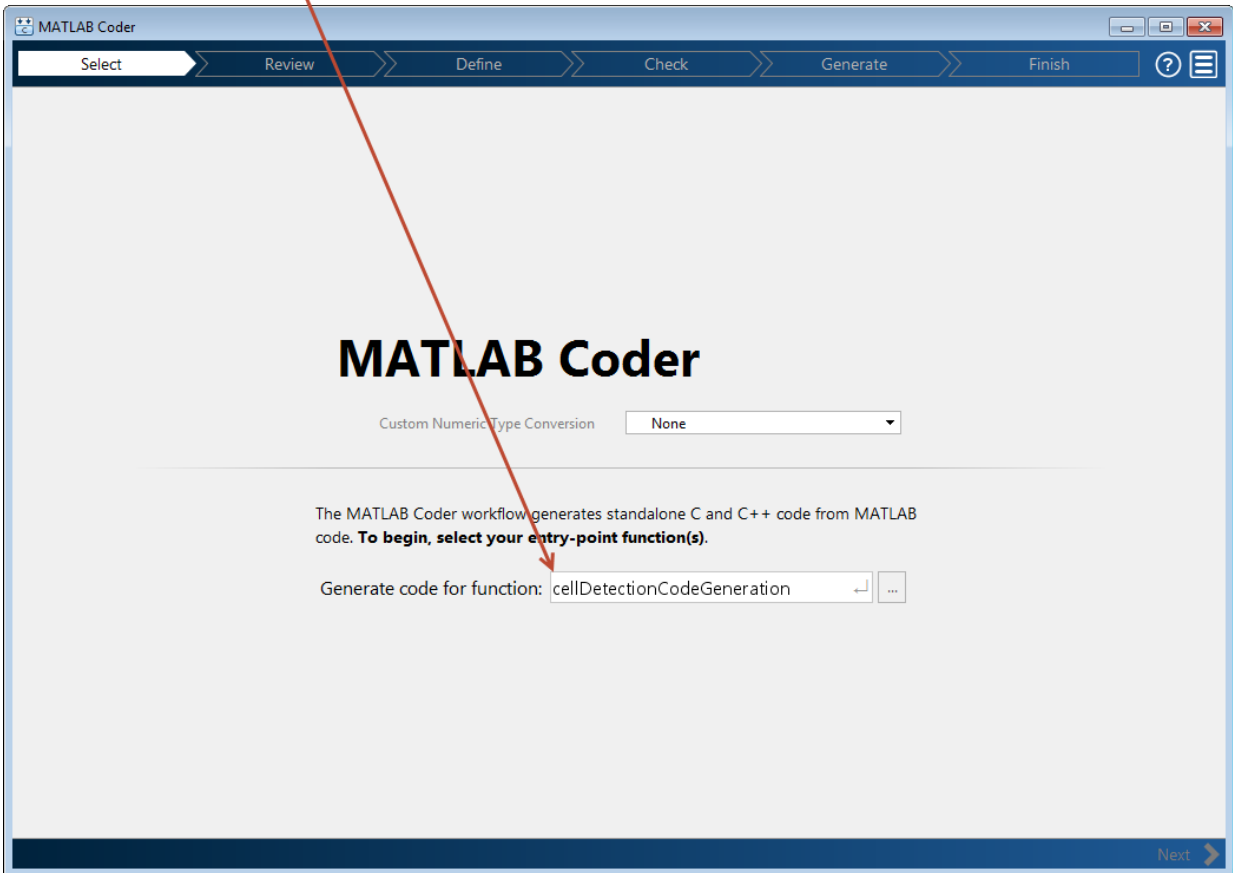 MATLAB Coder
Select Review Define Check Generate Finish
MATLAB Coder
Custom Numeric Type Conversion None
The MATLAB Coder workflow generates standalone C and C++ code from MATLAB
code. To begin, select your entry-point function(s).
Generate code for function: cellDetectionCodeGeneration ...
Next